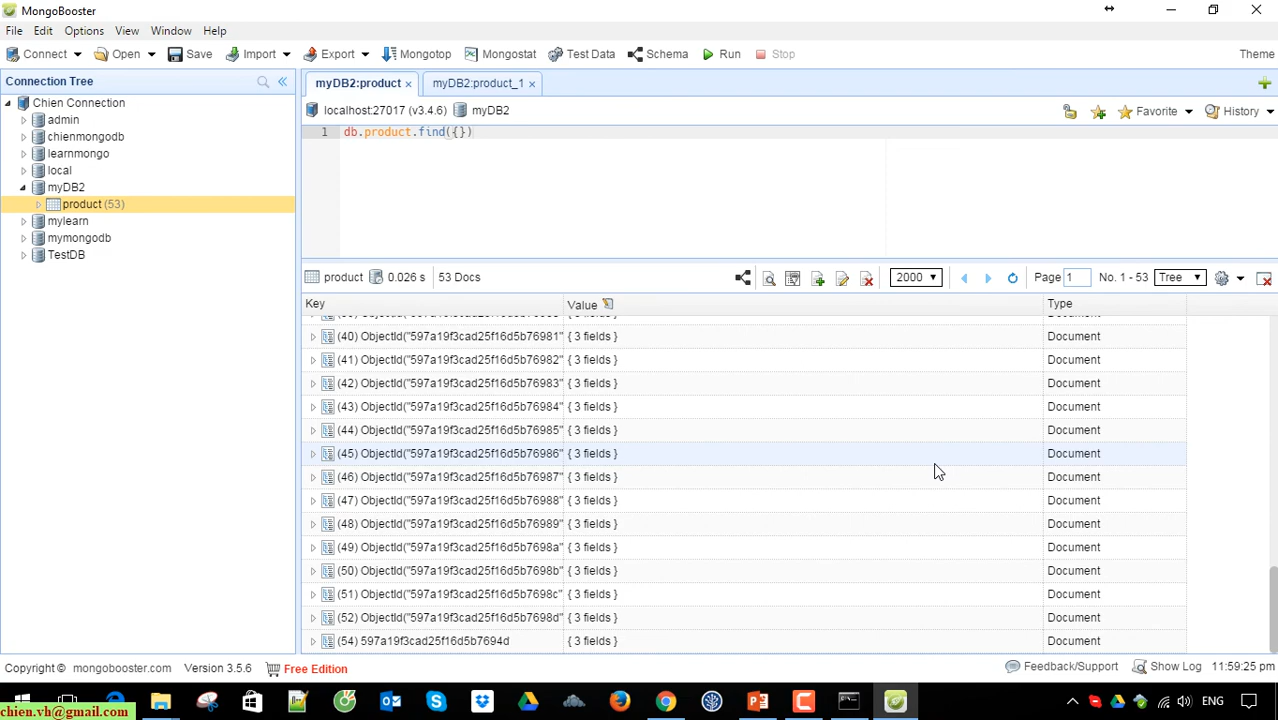 MongoBooster
File Edit Options View Window Help
Connect Open Save Import Export Mongotop Mongostat Test Data Schema Run Stop Theme
Connection Tree
Chien Connection
admin
chienmongodb
learnmongo
local
myDB2
product (53)
mylearn
mymongodb
TestDB
myDB2:product × myDB2:product_1 ×
localhost:27017 (v3.4.6) myDB2 Favorite History
1 db.product.find({})
product 0.026 s 53 Docs 2000 Page 1 No. 1 - 53 Tree
Key Value Type
(40) ObjectId("597a19f3cad25f16d5b76981" { 3 fields } Document
(41) ObjectId("597a19f3cad25f16d5b76982" { 3 fields } Document
(42) ObjectId("597a19f3cad25f16d5b76983" { 3 fields } Document
(43) ObjectId("597a19f3cad25f16d5b76984" { 3 fields } Document
(44) ObjectId("597a19f3cad25f16d5b76985" { 3 fields } Document
(45) ObjectId("597a19f3cad25f16d5b76986" { 3 fields } Document
(46) ObjectId("597a19f3cad25f16d5b76987" { 3 fields } Document
(47) ObjectId("597a19f3cad25f16d5b76988" { 3 fields } Document
(48) ObjectId("597a19f3cad25f16d5b76989" { 3 fields } Document
(49) ObjectId("597a19f3cad25f16d5b7698a" { 3 fields } Document
(50) ObjectId("597a19f3cad25f16d5b7698b" { 3 fields } Document
(51) ObjectId("597a19f3cad25f16d5b7698c" { 3 fields } Document
(52) ObjectId("597a19f3cad25f16d5b7698d" { 3 fields } Document
(54) 597a19f3cad25f16d5b7694d { 3 fields } Document
Copyright © mongobooster.com Version 3.5.6 Free Edition Feedback/Support Show Log 11:59:25 pm
ENG
chien.vh@gmail.com